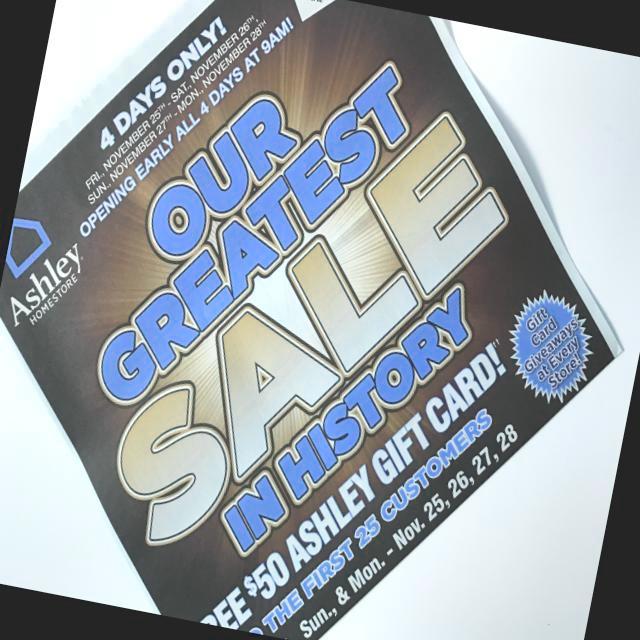 4 DAYS ONLY!
FRI., NOVEMBER 25TH - SAT., NOVEMBER 26TH,
SUN., NOVEMBER 27TH - MON., NOVEMBER 28TH
OPENING EARLY ALL 4 DAYS AT 9AM!
Ashley
HOMESTORE
OUR
GREATEST
SALE
IN HISTORY
Gift
Card
Giveaways
at Every
Store!
$50 ASHLEY GIFT CARD!
THE FIRST 25 CUSTOMERS
Sun., & Mon. - Nov. 25, 26, 27, 28